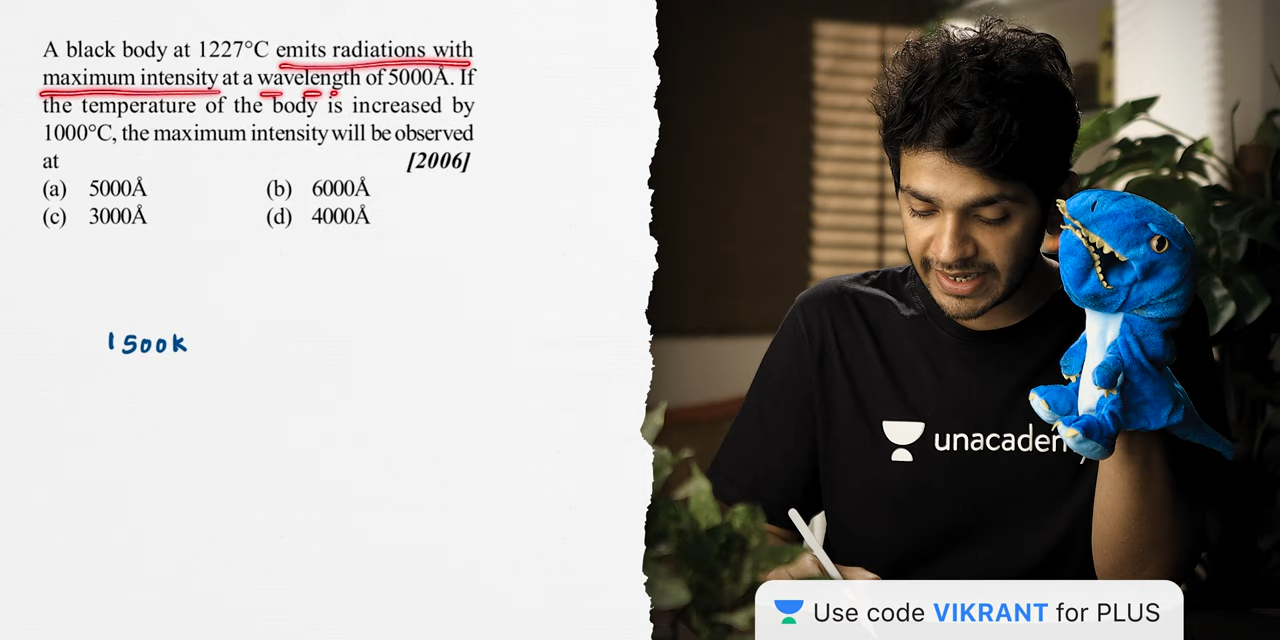 A black body at 1227°C emits radiations with
maximum intensity at a wavelength of 5000Å. If
the temperature of the body is increased by
1000°C, the maximum intensity will be observed
at [2006]
(a) 5000Å (b) 6000Å
(c) 3000Å (d) 4000Å
1500K
Use code VIKRANT for PLUS